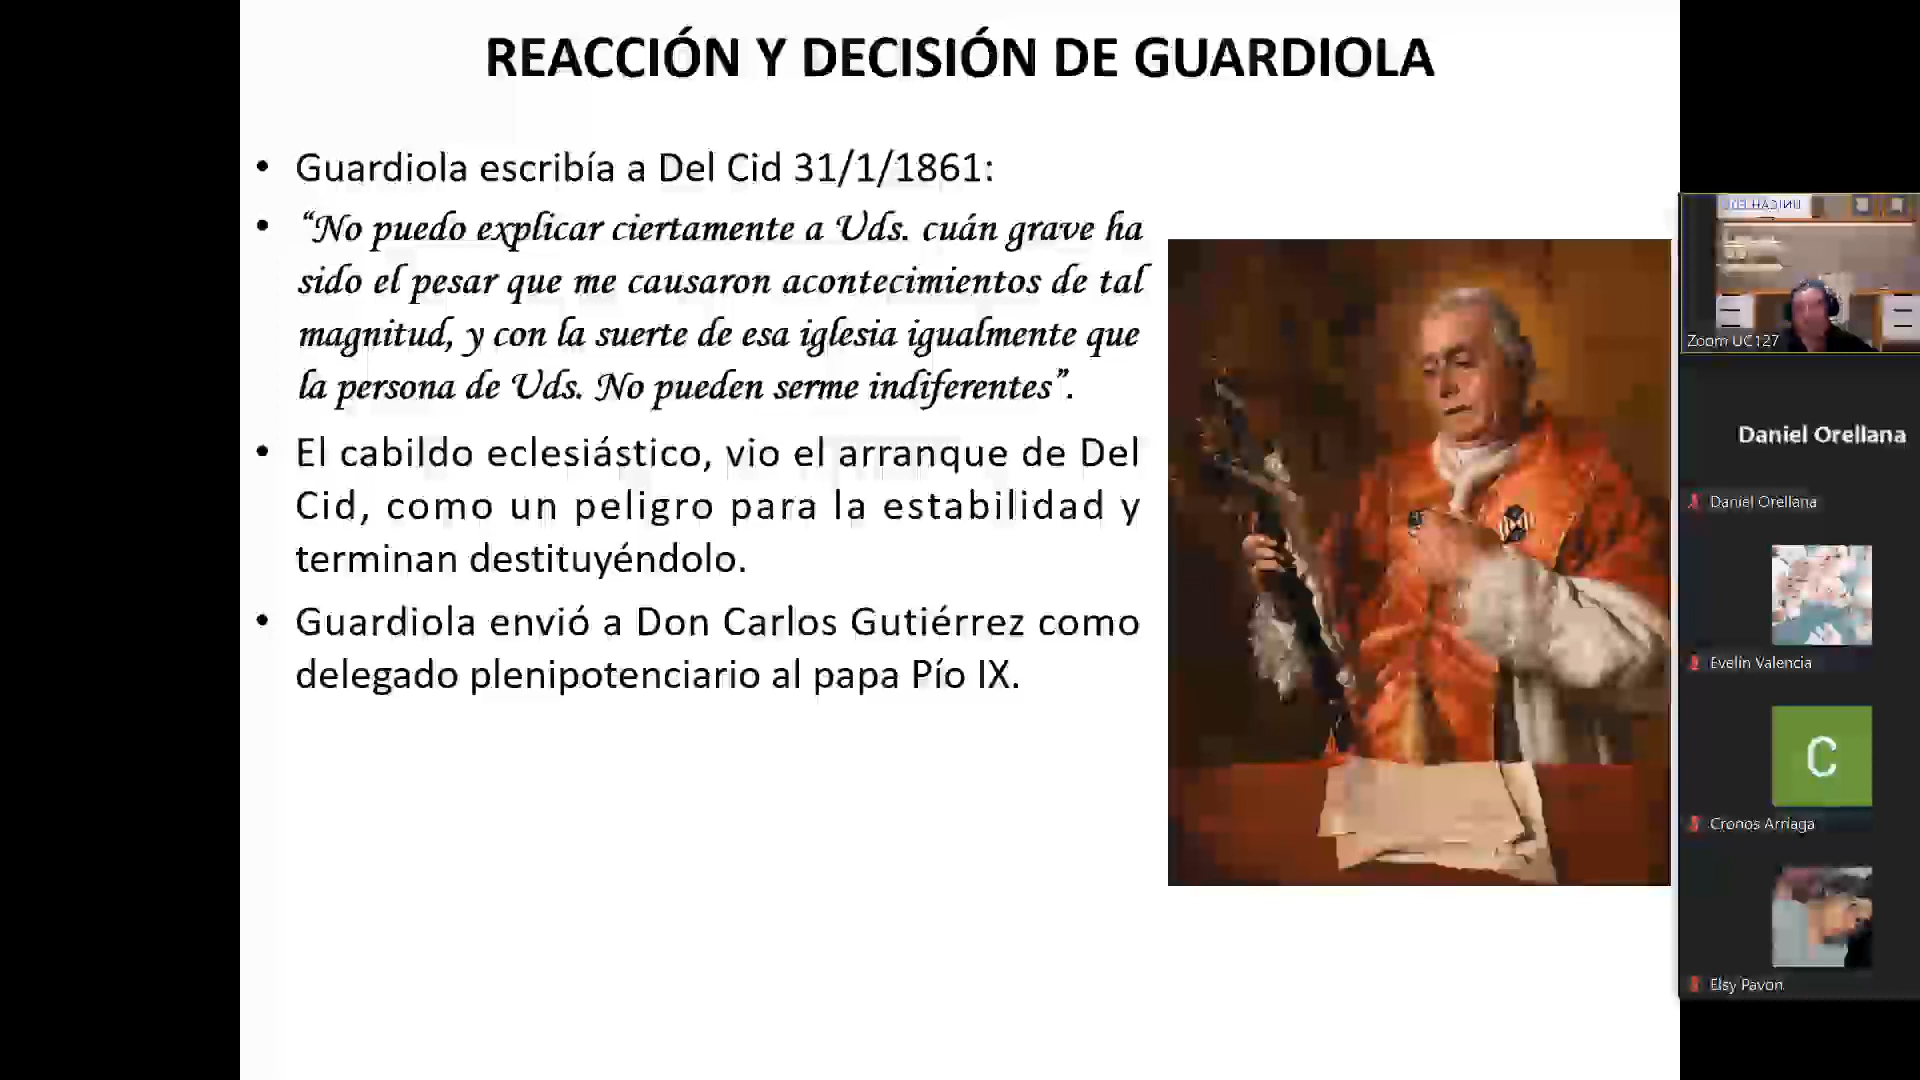 REACCIÓN Y DECISIÓN DE GUARDIOLA
• Guardiola escribía a Del Cid 31/1/1861:
• “No puedo explicar ciertamente a Uds. cuán grave ha
sido el pesar que me causaron acontecimientos de tal
magnitud, y con la suerte de esa iglesia igualmente que
la persona de Uds. No pueden serme indiferentes”.
• El cabildo eclesiástico, vio el arranque de Del
Cid, como un peligro para la estabilidad y
terminan destituyéndolo.
• Guardiola envió a Don Carlos Gutiérrez como
delegado plenipotenciario al papa Pío IX.
Zoom UC127
Daniel Orellana
Daniel Orellana
Evelin Valencia
C
Cronos Arriaga
Elsy Pavon